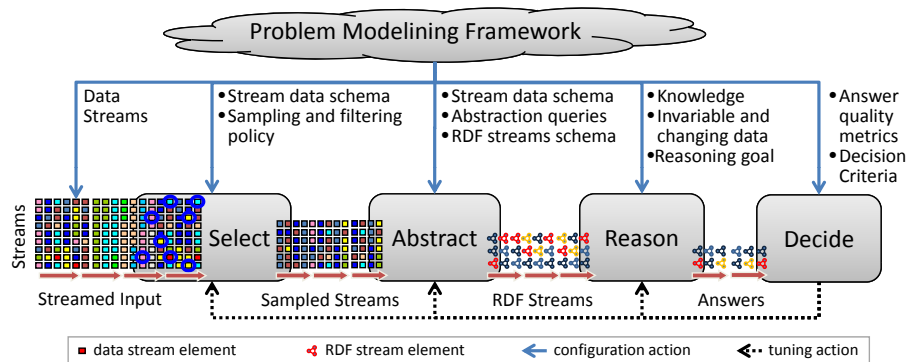 Problem Modelining Framework
Data
Streams
•Stream data schema
•Sampling and filtering
policy
•Stream data schema
•Abstraction queries
•RDF streams schema
•Knowledge
•Invariable and
changing data
•Reasoning goal
•Answer
quality
metrics
•Decision
Criteria
Streams
Select
Abstract
Reason
Decide
Streamed Input
Sampled Streams
RDF Streams
Answers
data stream element
RDF stream element
configuration action
tuning action